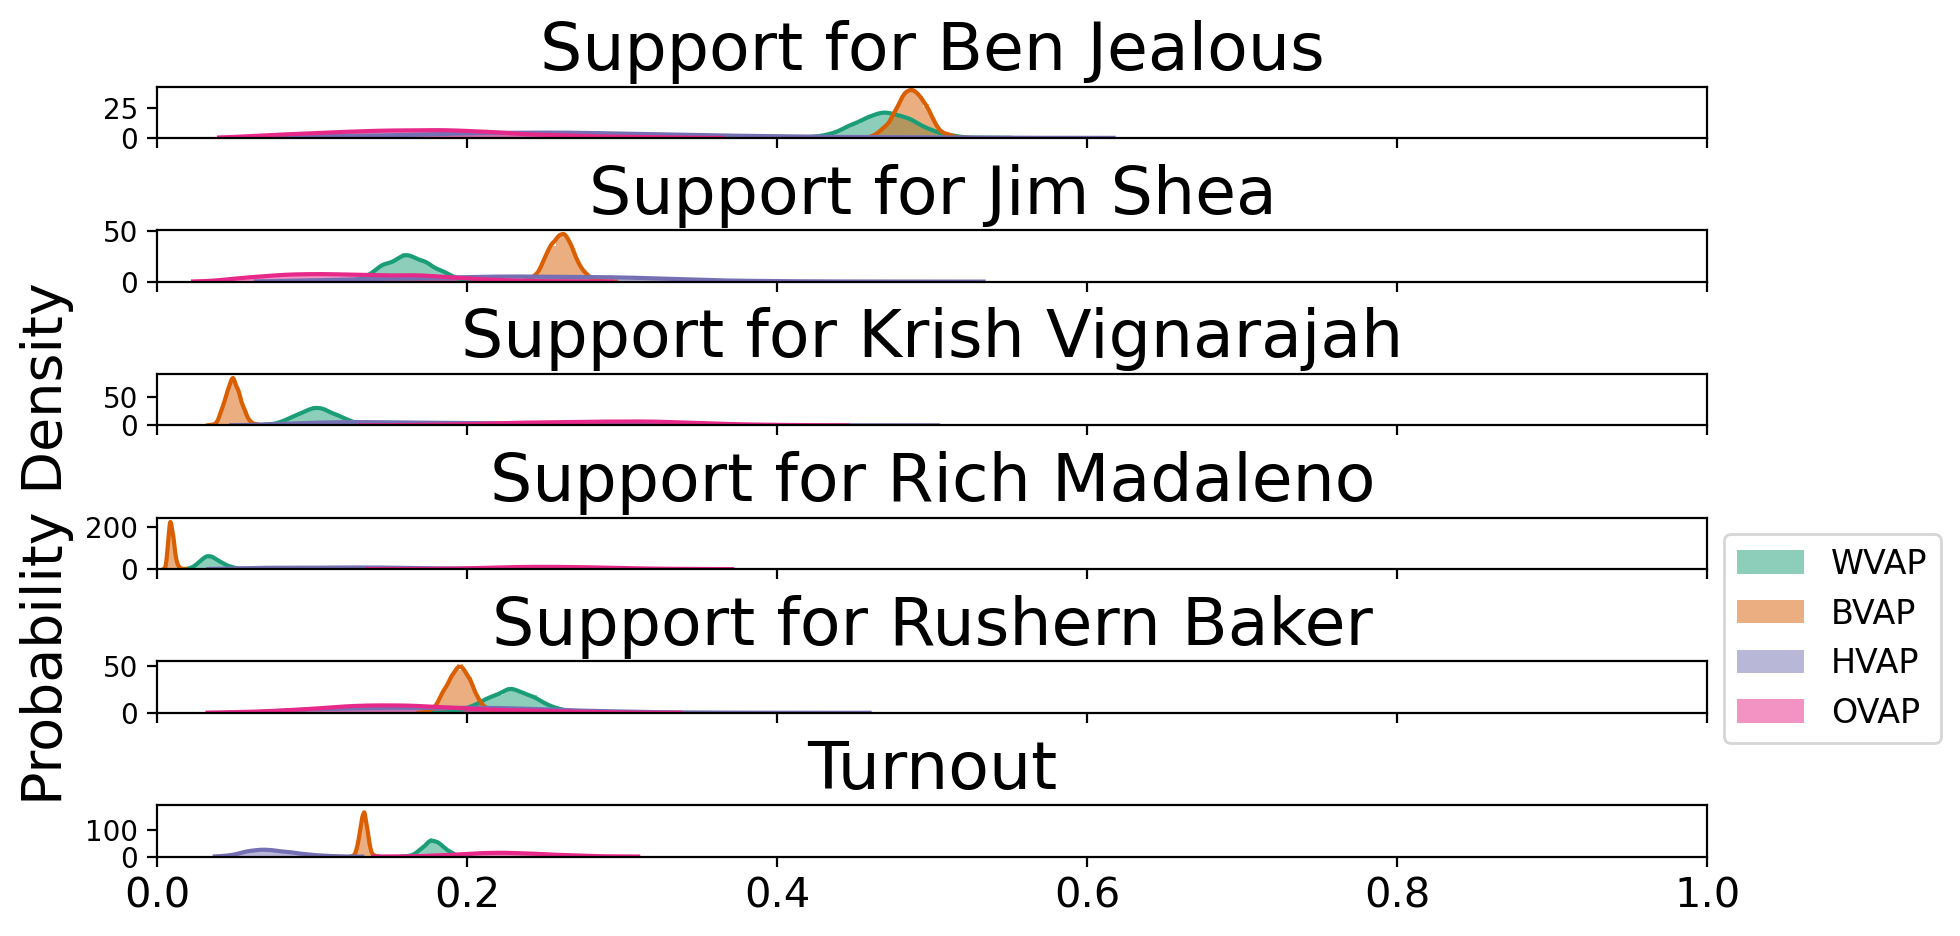 Support for Ben Jealous
25
0
Support for Jim Shea
50
0
Support for Krish Vignarajah
50
0
Support for Rich Madaleno
200
0
Support for Rushern Baker
50
0
Turnout
100
0
0.0 0.2 0.4 0.6 0.8 1.0
Probability Density
WVAP
BVAP
HVAP
OVAP